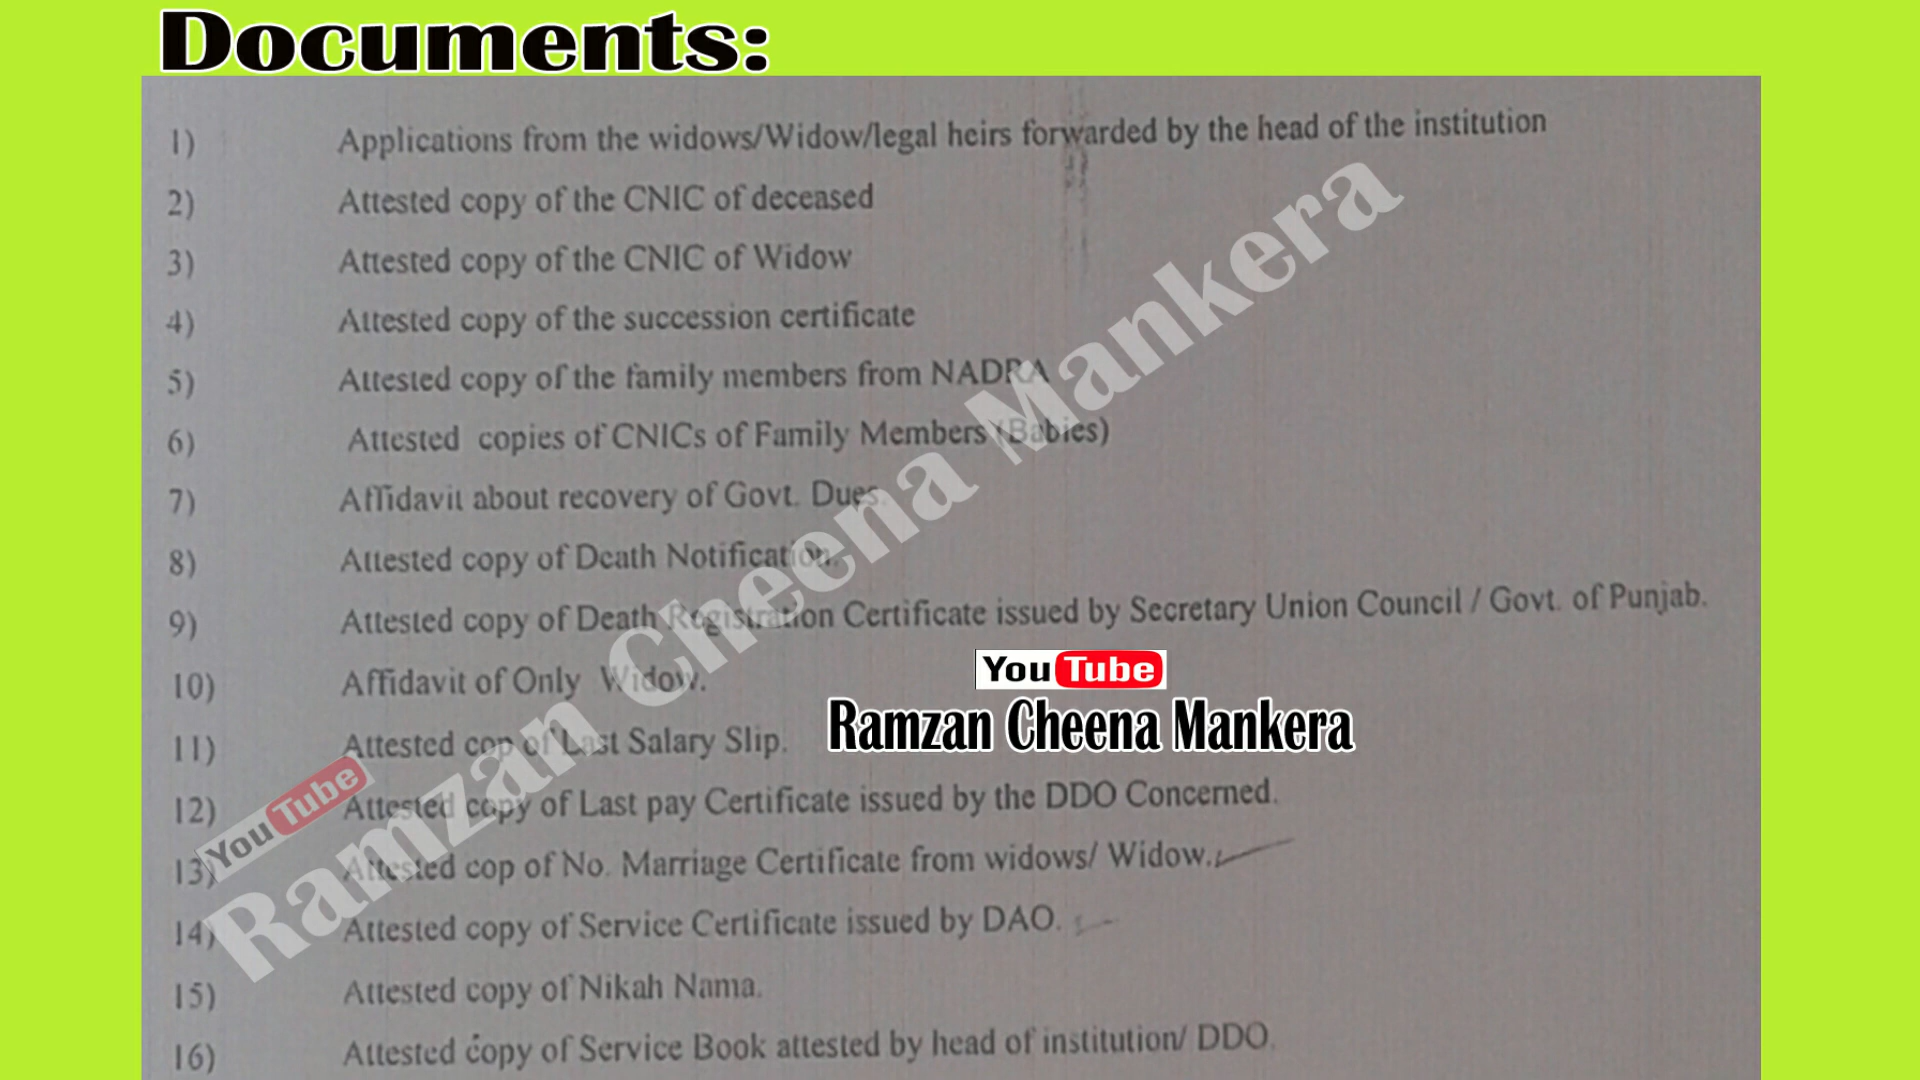 Documents:
1) Applications from the widows/Widow/legal heirs forwarded by the head of the institution
2) Attested copy of the CNIC of deceased
3) Attested copy of the CNIC of Widow
4) Attested copy of the succession certificate
5) Attested copy of the family members from NADRA
6) Attested copies of CNICs of Family Members (Babies)
7) Affidavit about recovery of Govt. Dues.
8) Attested copy of Death Notification.
9) Attested copy of Death Registration Certificate issued by Secretary Union Council / Govt. of Punjab.
10) Affidavit of Only Widow.
11) Attested cop of Last Salary Slip.
12) Attested copy of Last pay Certificate issued by the DDO Concerned.
13) Attested cop of No. Marriage Certificate from widows/ Widow.
14) Attested copy of Service Certificate issued by DAO.
15) Attested copy of Nikah Nama.
16) Attested copy of Service Book attested by head of institution/ DDO.
YouTube
Ramzan Cheena Mankera
YouTube
Ramzan Cheena Mankera